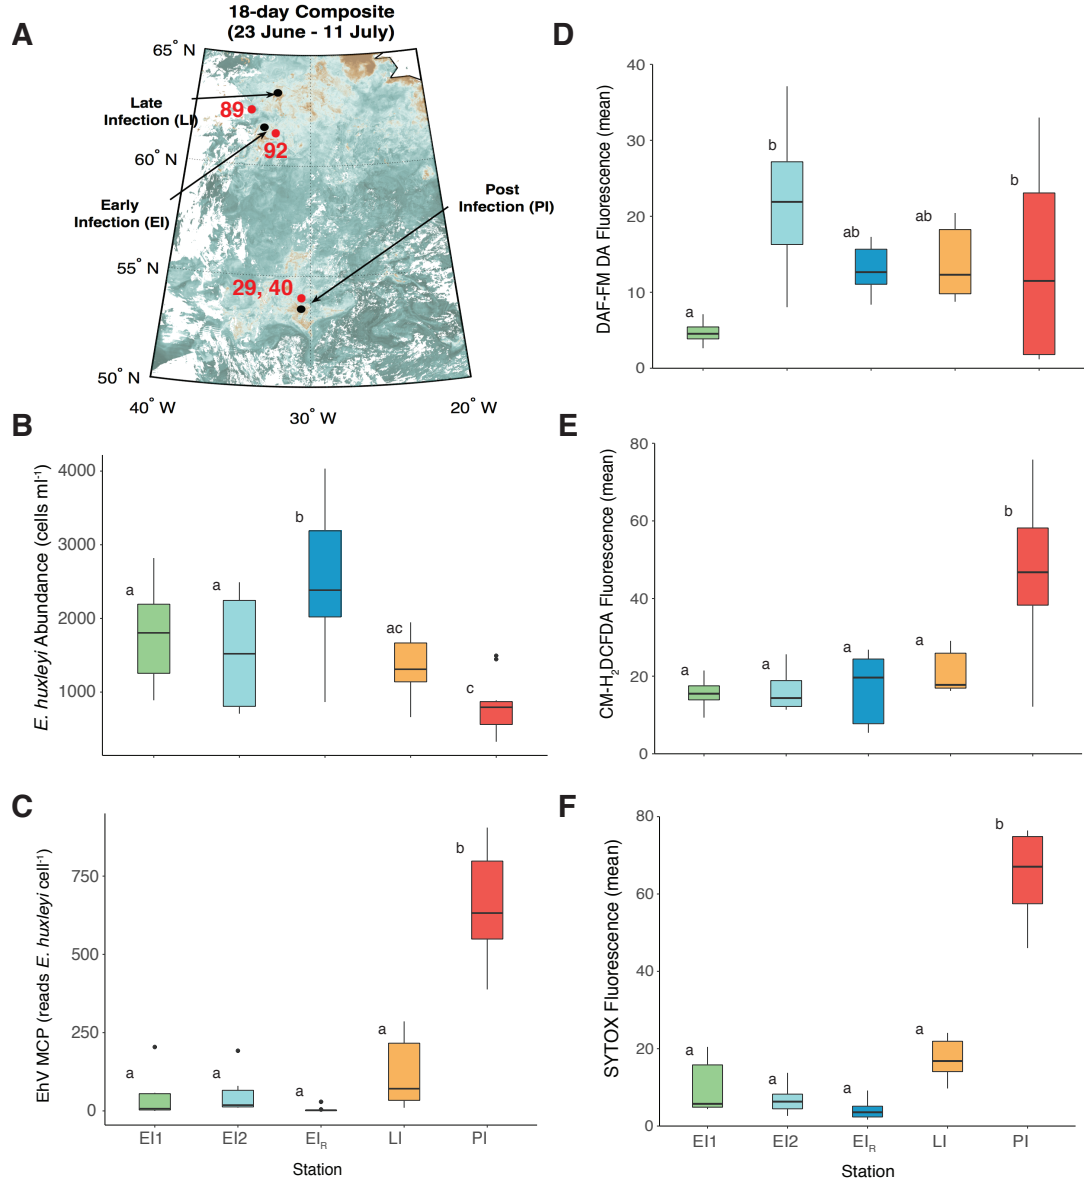 A
18-day Composite
(23 June - 11 July)
65° N
Late
Infection (LI)
89
92
60° N
Early
Infection (EI)
Post
Infection (PI)
55° N
29, 40
50° N
40° W
30° W
20° W
B
E. huxleyi Abundance (cells ml⁻¹)
4000
3000
2000
1000
a
a
b
ac
c
C
EhV MCP (reads E. huxleyi cell⁻¹)
750
500
250
0
a
a
a
a
b
EI1
EI2
EI_R
LI
PI
Station
D
DAF-FM DA Fluorescence (mean)
40
30
20
10
0
a
b
ab
ab
b
E
CM-H₂DCFDA Fluorescence (mean)
80
60
40
20
0
a
a
a
a
b
F
SYTOX Fluorescence (mean)
80
60
40
20
0
a
a
a
a
b
EI1
EI2
EI_R
LI
PI
Station